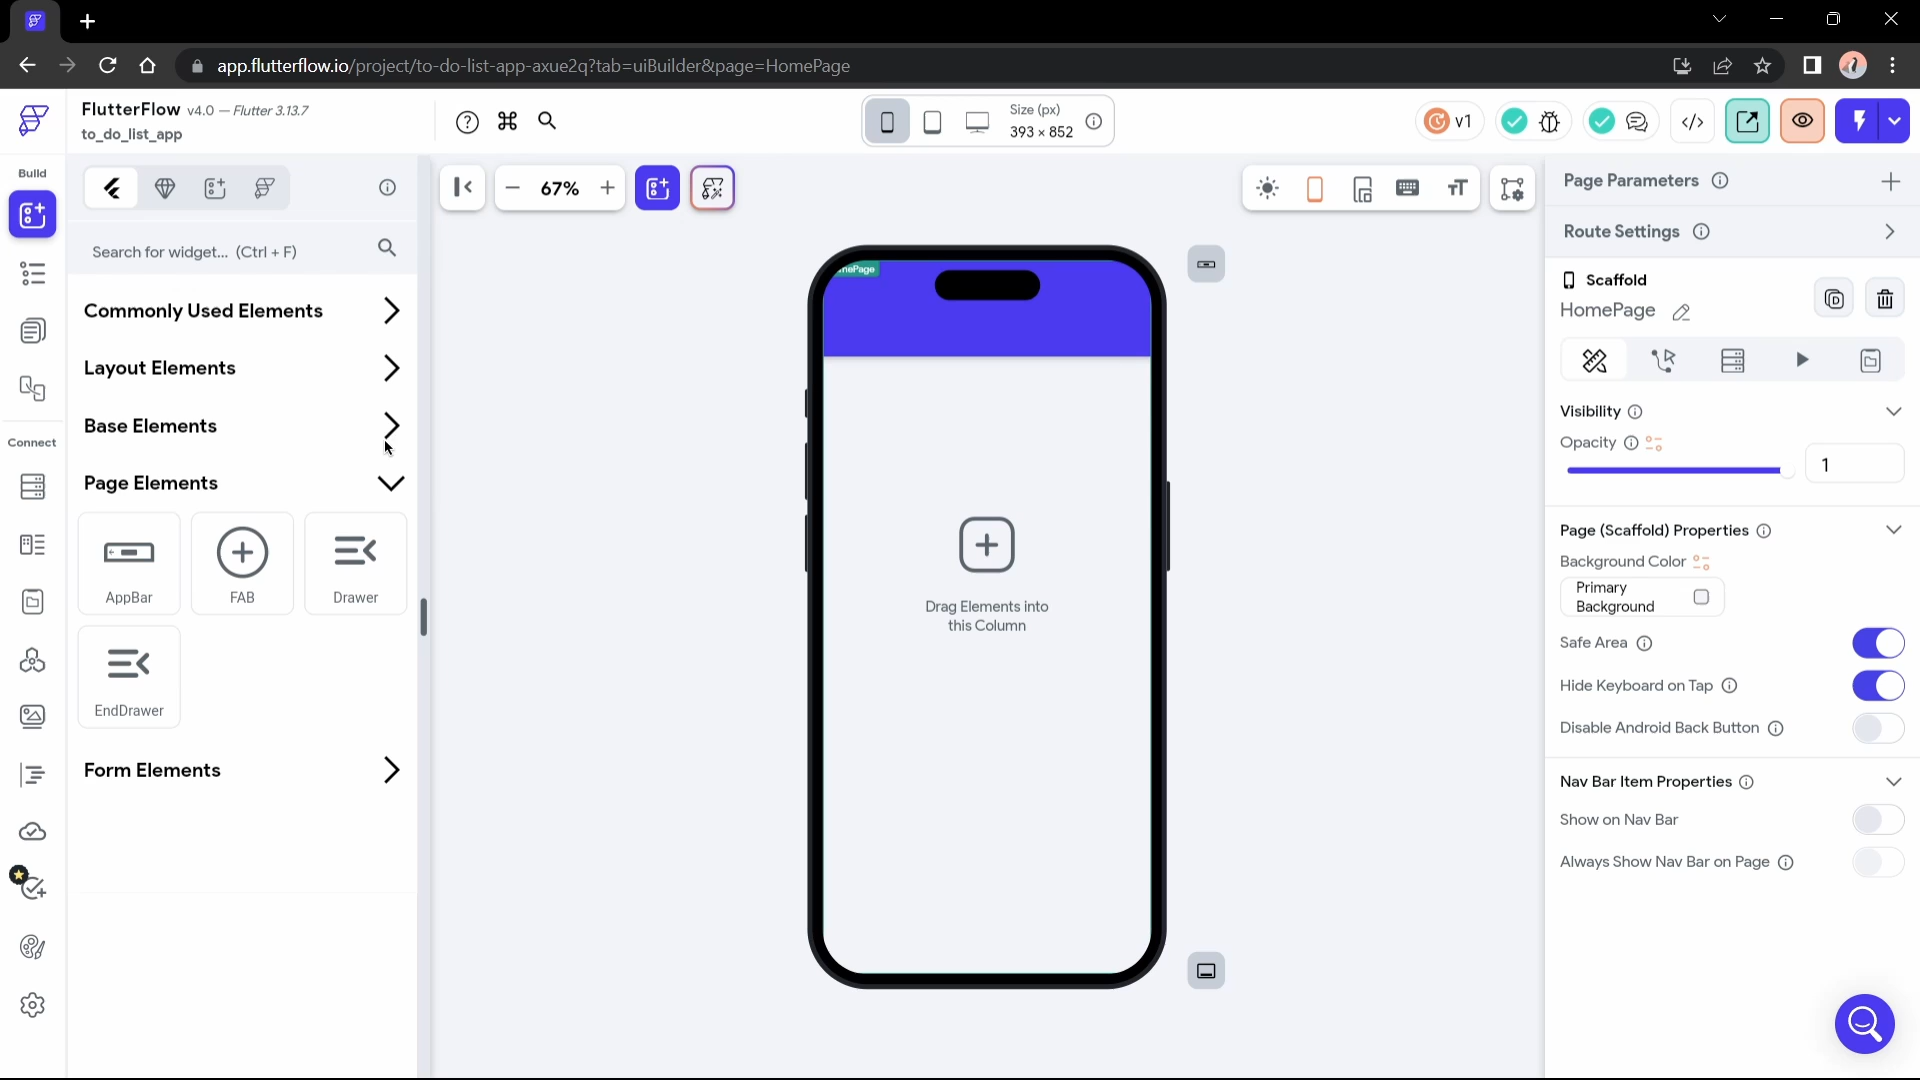 app.flutterflow.io/project/to-do-list-app-axue2q?tab=uiBuilder&page=HomePage
FlutterFlow v4.0 – Flutter 3.13.7
to_do_list_app
Size (px)
393 × 852
v1
Build
67%
Page Parameters
Search for widget... (Ctrl + F)
Route Settings
Commonly Used Elements
Scaffold
HomePage
Layout Elements
Base Elements
Visibility
Connect
Opacity
1
Page Elements
Page (Scaffold) Properties
Background Color
AppBar
FAB
Drawer
Primary
Background
Drag Elements into
this Column
Safe Area
Hide Keyboard on Tap
EndDrawer
Disable Android Back Button
Form Elements
Nav Bar Item Properties
Show on Nav Bar
Always Show Nav Bar on Page